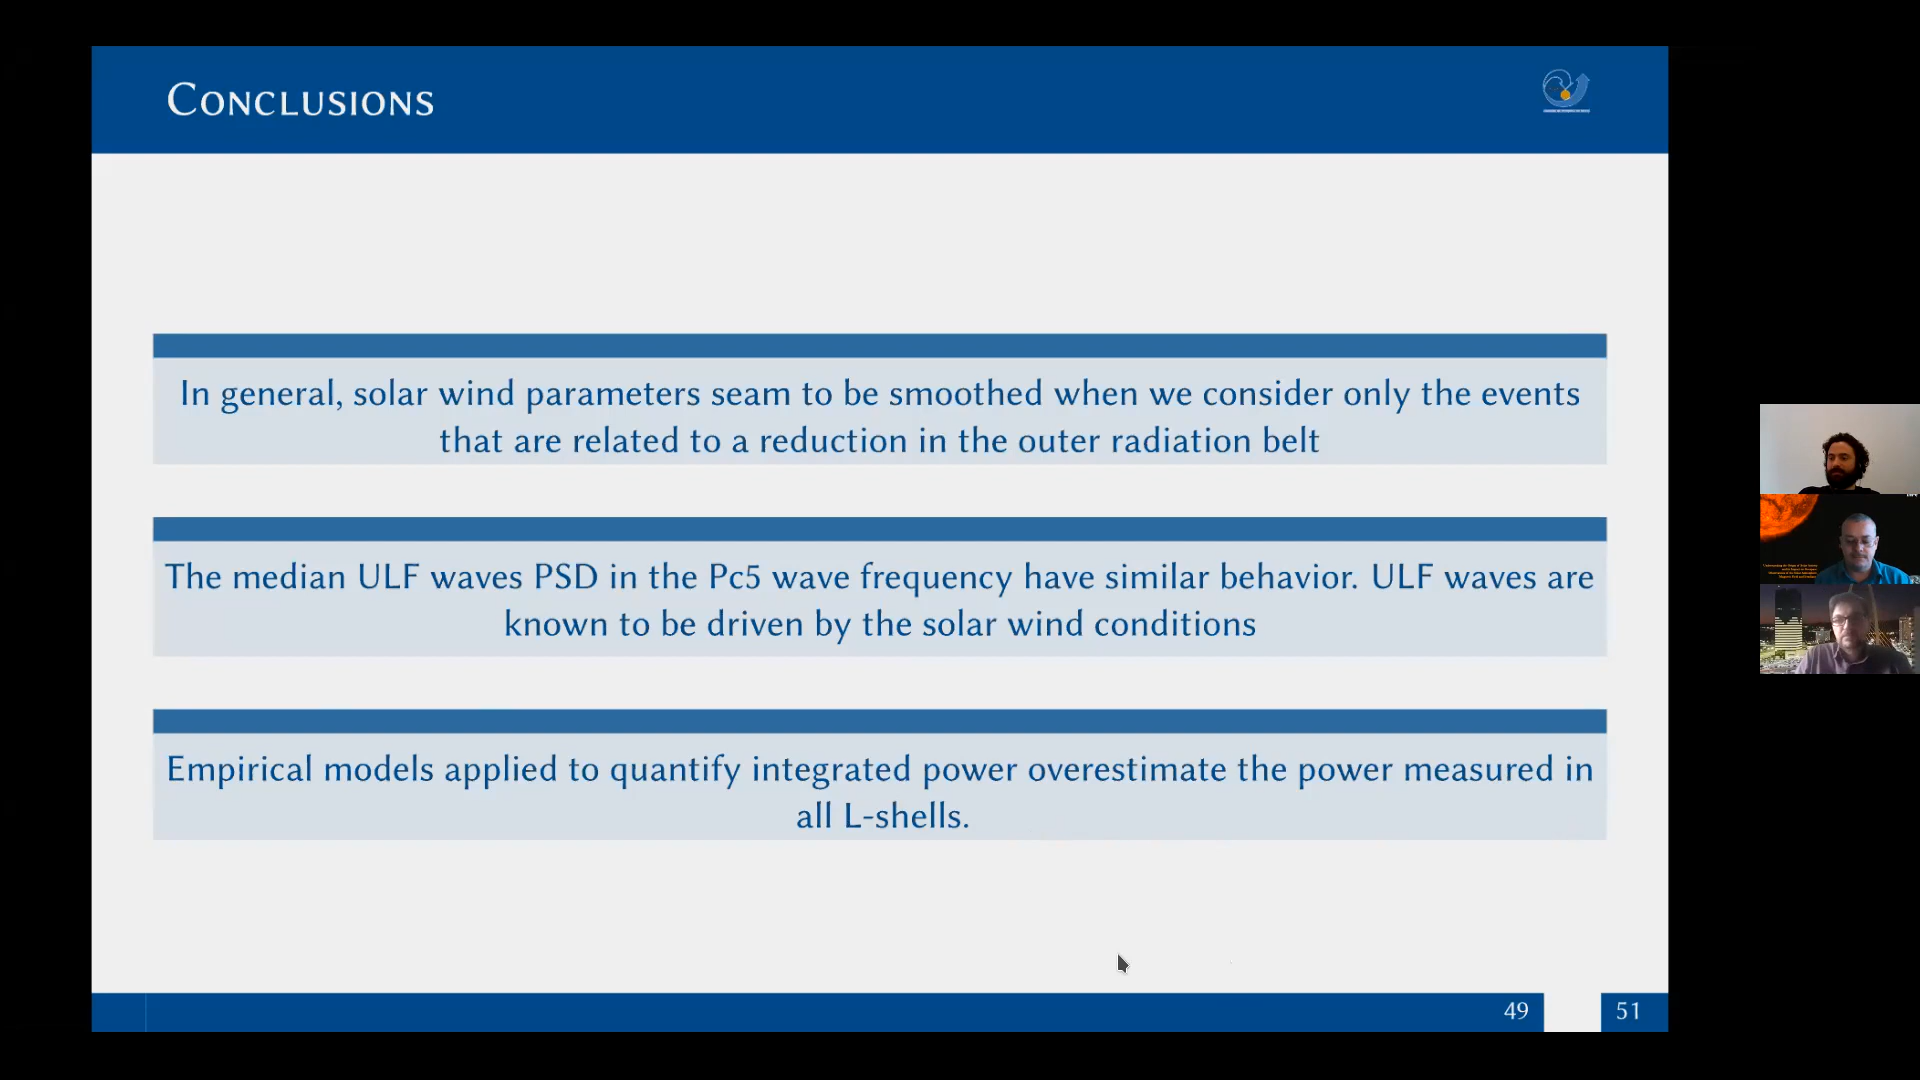 Conclusions
In general, solar wind parameters seam to be smoothed when we consider only the events
that are related to a reduction in the outer radiation belt
The median ULF waves PSD in the Pc5 wave frequency have similar behavior. ULF waves are
known to be driven by the solar wind conditions
Empirical models applied to quantify integrated power overestimate the power measured in
all L-shells.
49
51